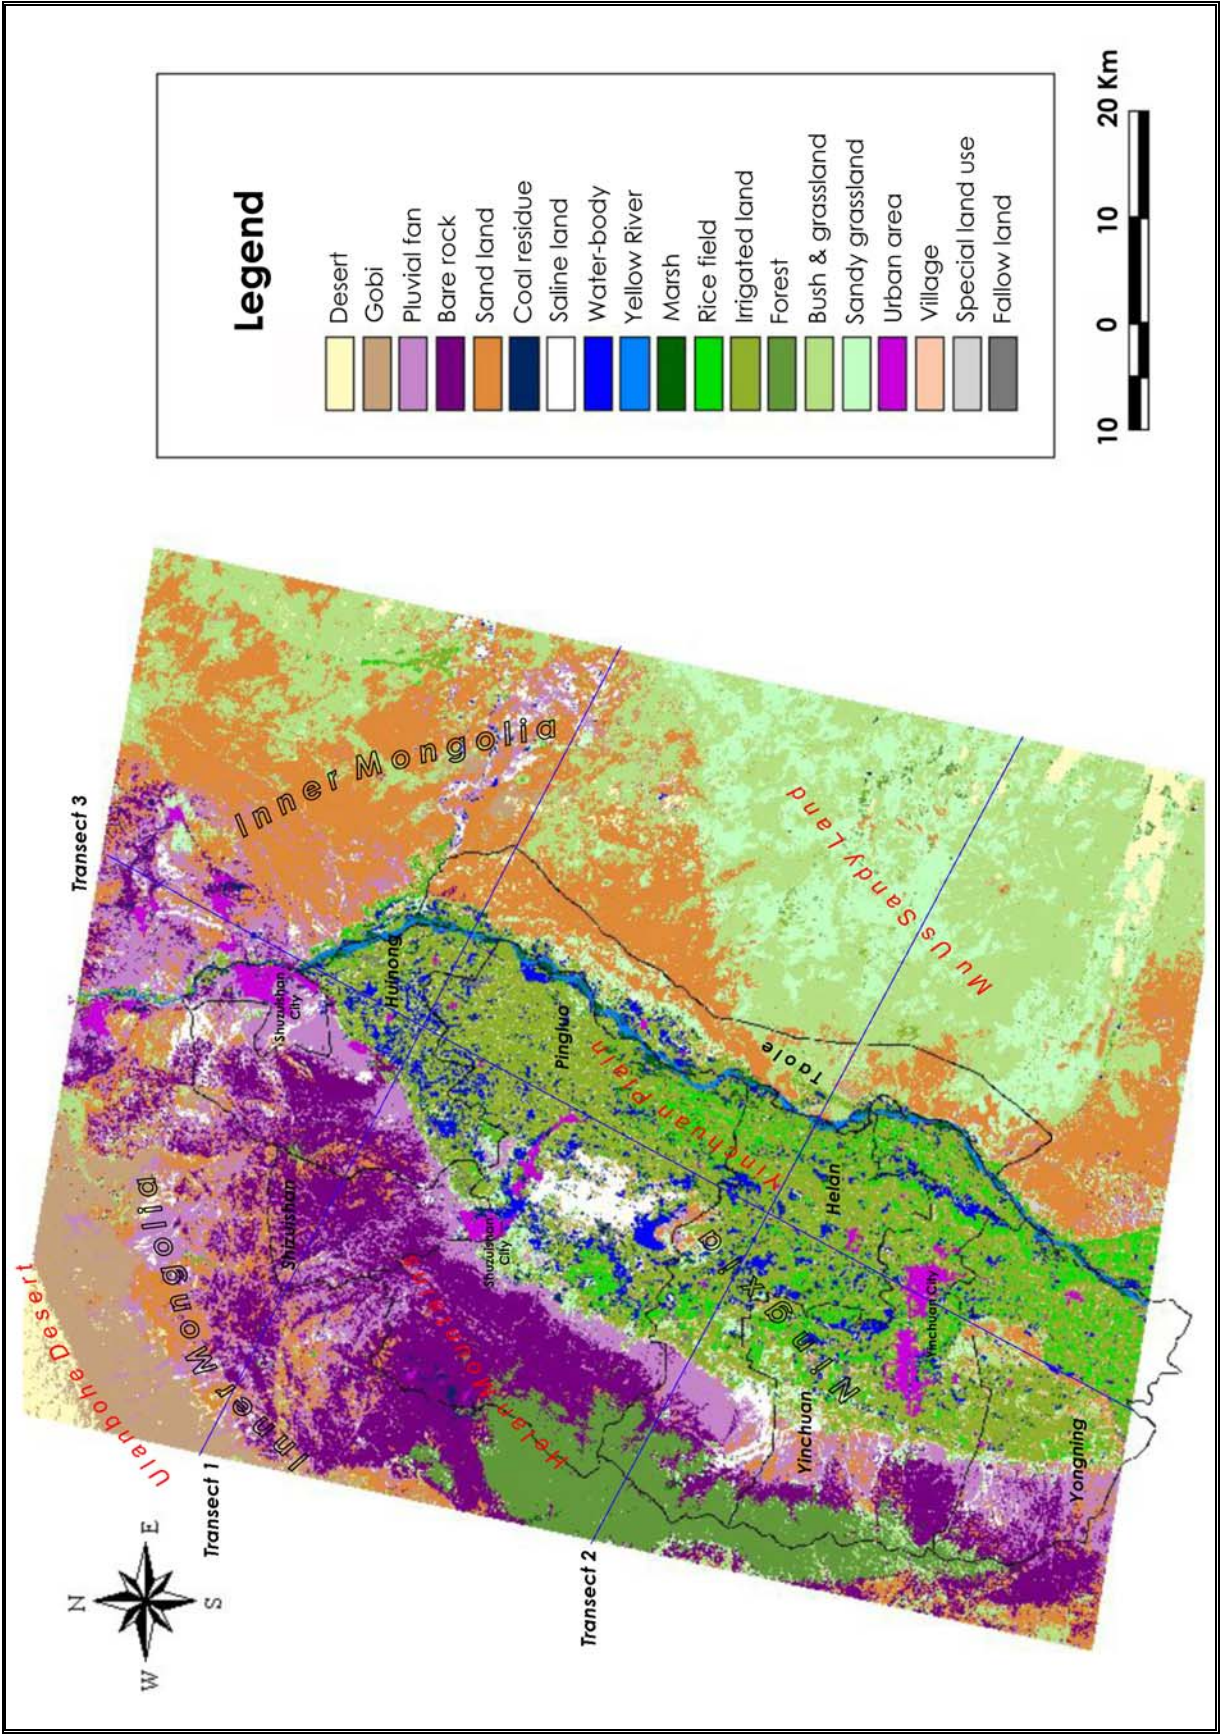 Legend
Desert
Gobi
Pluvial fan
Bare rock
Sand land
Coal residue
Saline land
Water-body
Yellow River
Marsh
Rice field
Irrigated land
Forest
Bush & grassland
Sandy grassland
Urban area
Village
Special land use
Fallow land
10 0 10 20 Km
N
W E
S
Transect 1
Transect 2
Transect 3
Ulanbohe Desert
Inner Mongolia
Inner Mongolia
Shizuishan
Shuzuishan
City
Huinong
Helan Mountains
Shuzuishan
City
Pingluo
Yinchuan Plain
Taole
Mu Us Sandy Land
Ningxia
Helan
Yinchuan
Yinchuan City
Yongning